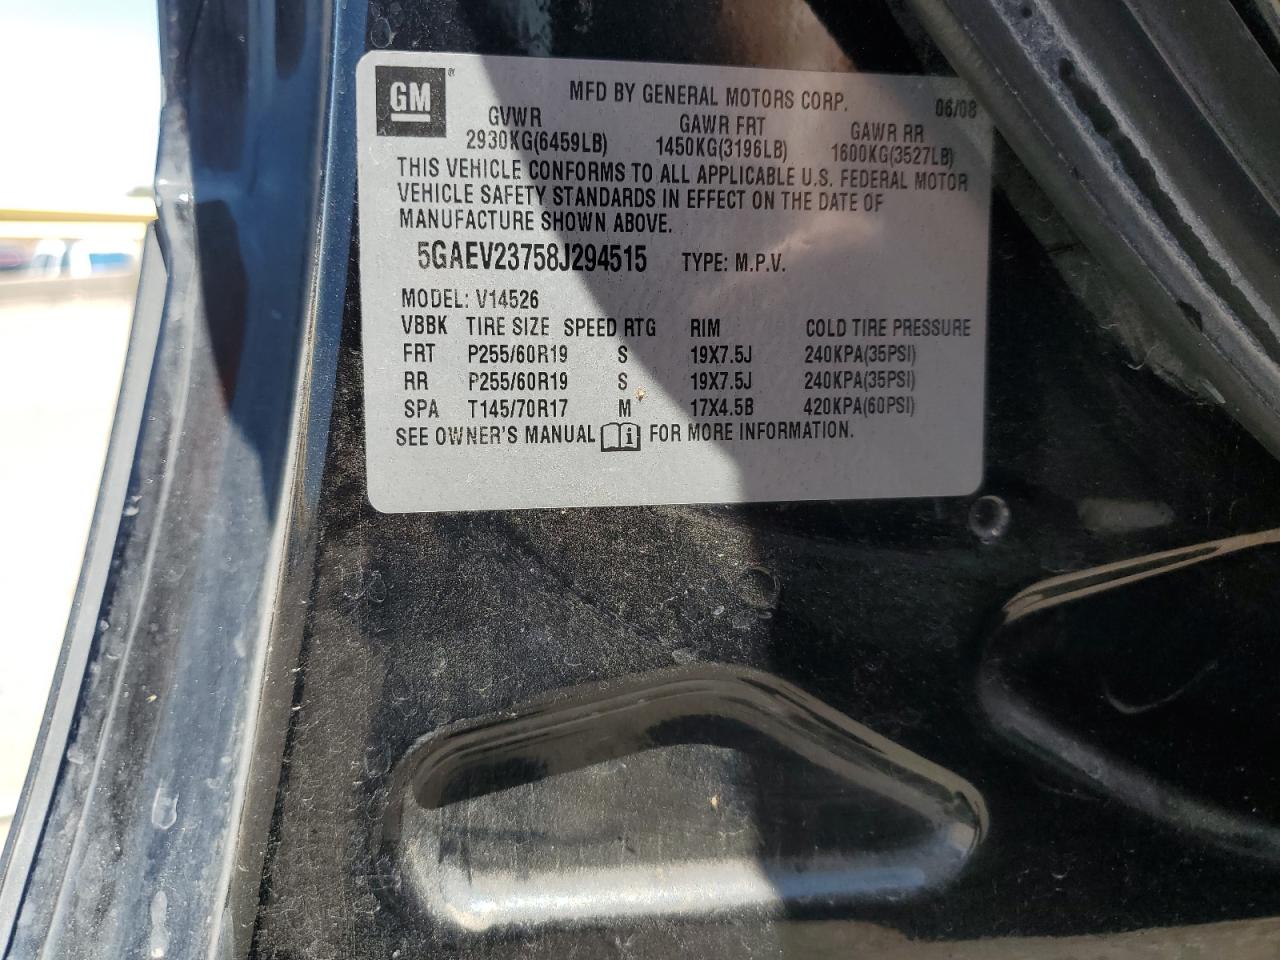 GM® MFD BY GENERAL MOTORS CORP. 06/08
GVWR GAWR FRT GAWR RR
2930KG(6459LB) 1450KG(3196LB) 1600KG(3527LB)
THIS VEHICLE CONFORMS TO ALL APPLICABLE U.S. FEDERAL MOTOR
VEHICLE SAFETY STANDARDS IN EFFECT ON THE DATE OF
MANUFACTURE SHOWN ABOVE.
5GAEV23758J294515 TYPE: M.P.V.
MODEL: V14526
VBBK TIRE SIZE SPEED RTG RIM COLD TIRE PRESSURE
FRT P255/60R19 S 19X7.5J 240KPA(35PSI)
RR P255/60R19 S 19X7.5J 240KPA(35PSI)
SPA T145/70R17 M 17X4.5B 420KPA(60PSI)
SEE OWNER'S MANUAL i FOR MORE INFORMATION.